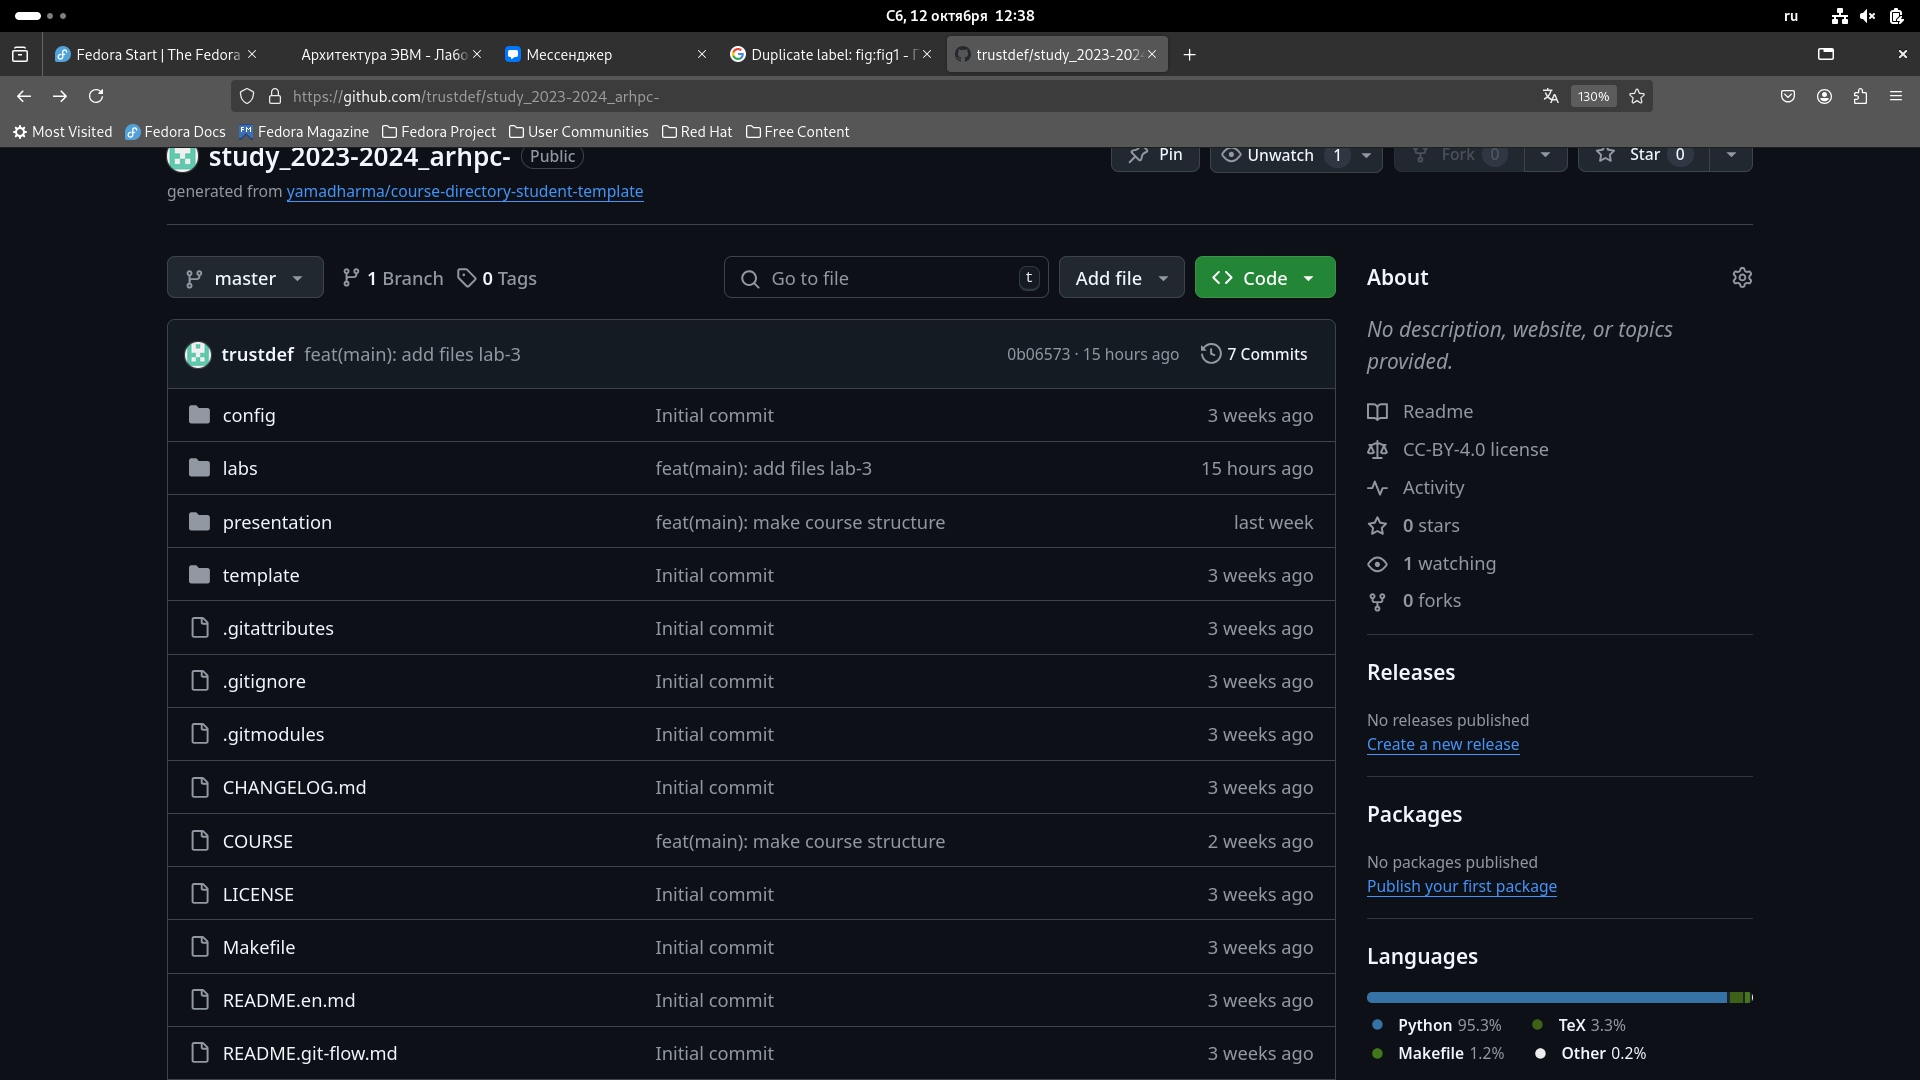 Сб, 12 октября 12:38
ru
Fedora Start | The Fedora
Архитектура ЭВМ - Лабо
Мессенджер
Duplicate label: fig:fig1 - П
trustdef/study_2023-202
https://github.com/trustdef/study_2023-2024_arhpc-
130%
Most Visited
Fedora Docs
Fedora Magazine
Fedora Project
User Communities
Red Hat
Free Content
study_2023-2024_arhpc- Public
Pin
Unwatch 1
Fork 0
Star 0
generated from yamadharma/course-directory-student-template
master
1 Branch
0 Tags
Go to file
t
Add file
Code
trustdef feat(main): add files lab-3
0b06573 · 15 hours ago
7 Commits
config Initial commit 3 weeks ago
labs feat(main): add files lab-3 15 hours ago
presentation feat(main): make course structure last week
template Initial commit 3 weeks ago
.gitattributes Initial commit 3 weeks ago
.gitignore Initial commit 3 weeks ago
.gitmodules Initial commit 3 weeks ago
CHANGELOG.md Initial commit 3 weeks ago
COURSE feat(main): make course structure 2 weeks ago
LICENSE Initial commit 3 weeks ago
Makefile Initial commit 3 weeks ago
README.en.md Initial commit 3 weeks ago
README.git-flow.md Initial commit 3 weeks ago
About
No description, website, or topics
provided.
Readme
CC-BY-4.0 license
Activity
0 stars
1 watching
0 forks
Releases
No releases published
Create a new release
Packages
No packages published
Publish your first package
Languages
Python 95.3%
TeX 3.3%
Makefile 1.2%
Other 0.2%